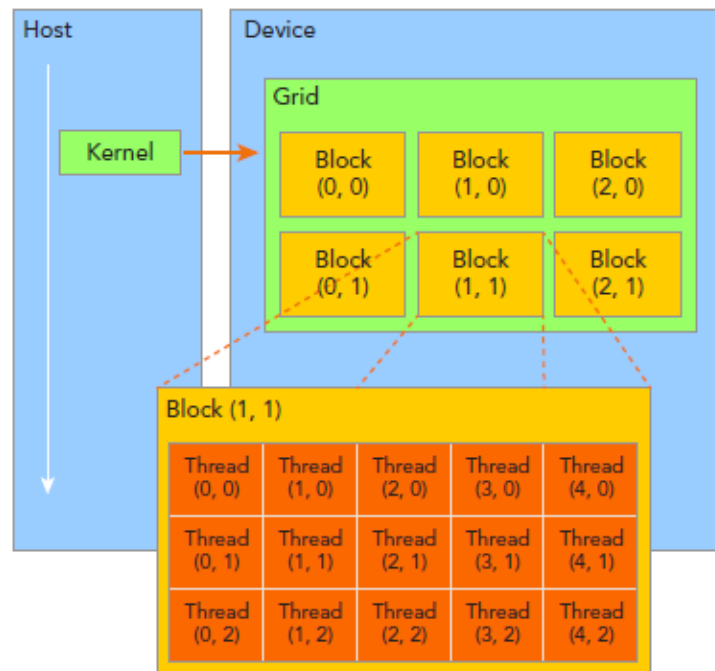 Host
Device
Grid
Kernel
Block
(0, 0)
Block
(1, 0)
Block
(2, 0)
Block
(0, 1)
Block
(1, 1)
Block
(2, 1)
Block (1, 1)
Thread
(0, 0)
Thread
(1, 0)
Thread
(2, 0)
Thread
(3, 0)
Thread
(4, 0)
Thread
(0, 1)
Thread
(1, 1)
Thread
(2, 1)
Thread
(3, 1)
Thread
(4, 1)
Thread
(0, 2)
Thread
(1, 2)
Thread
(2, 2)
Thread
(3, 2)
Thread
(4, 2)